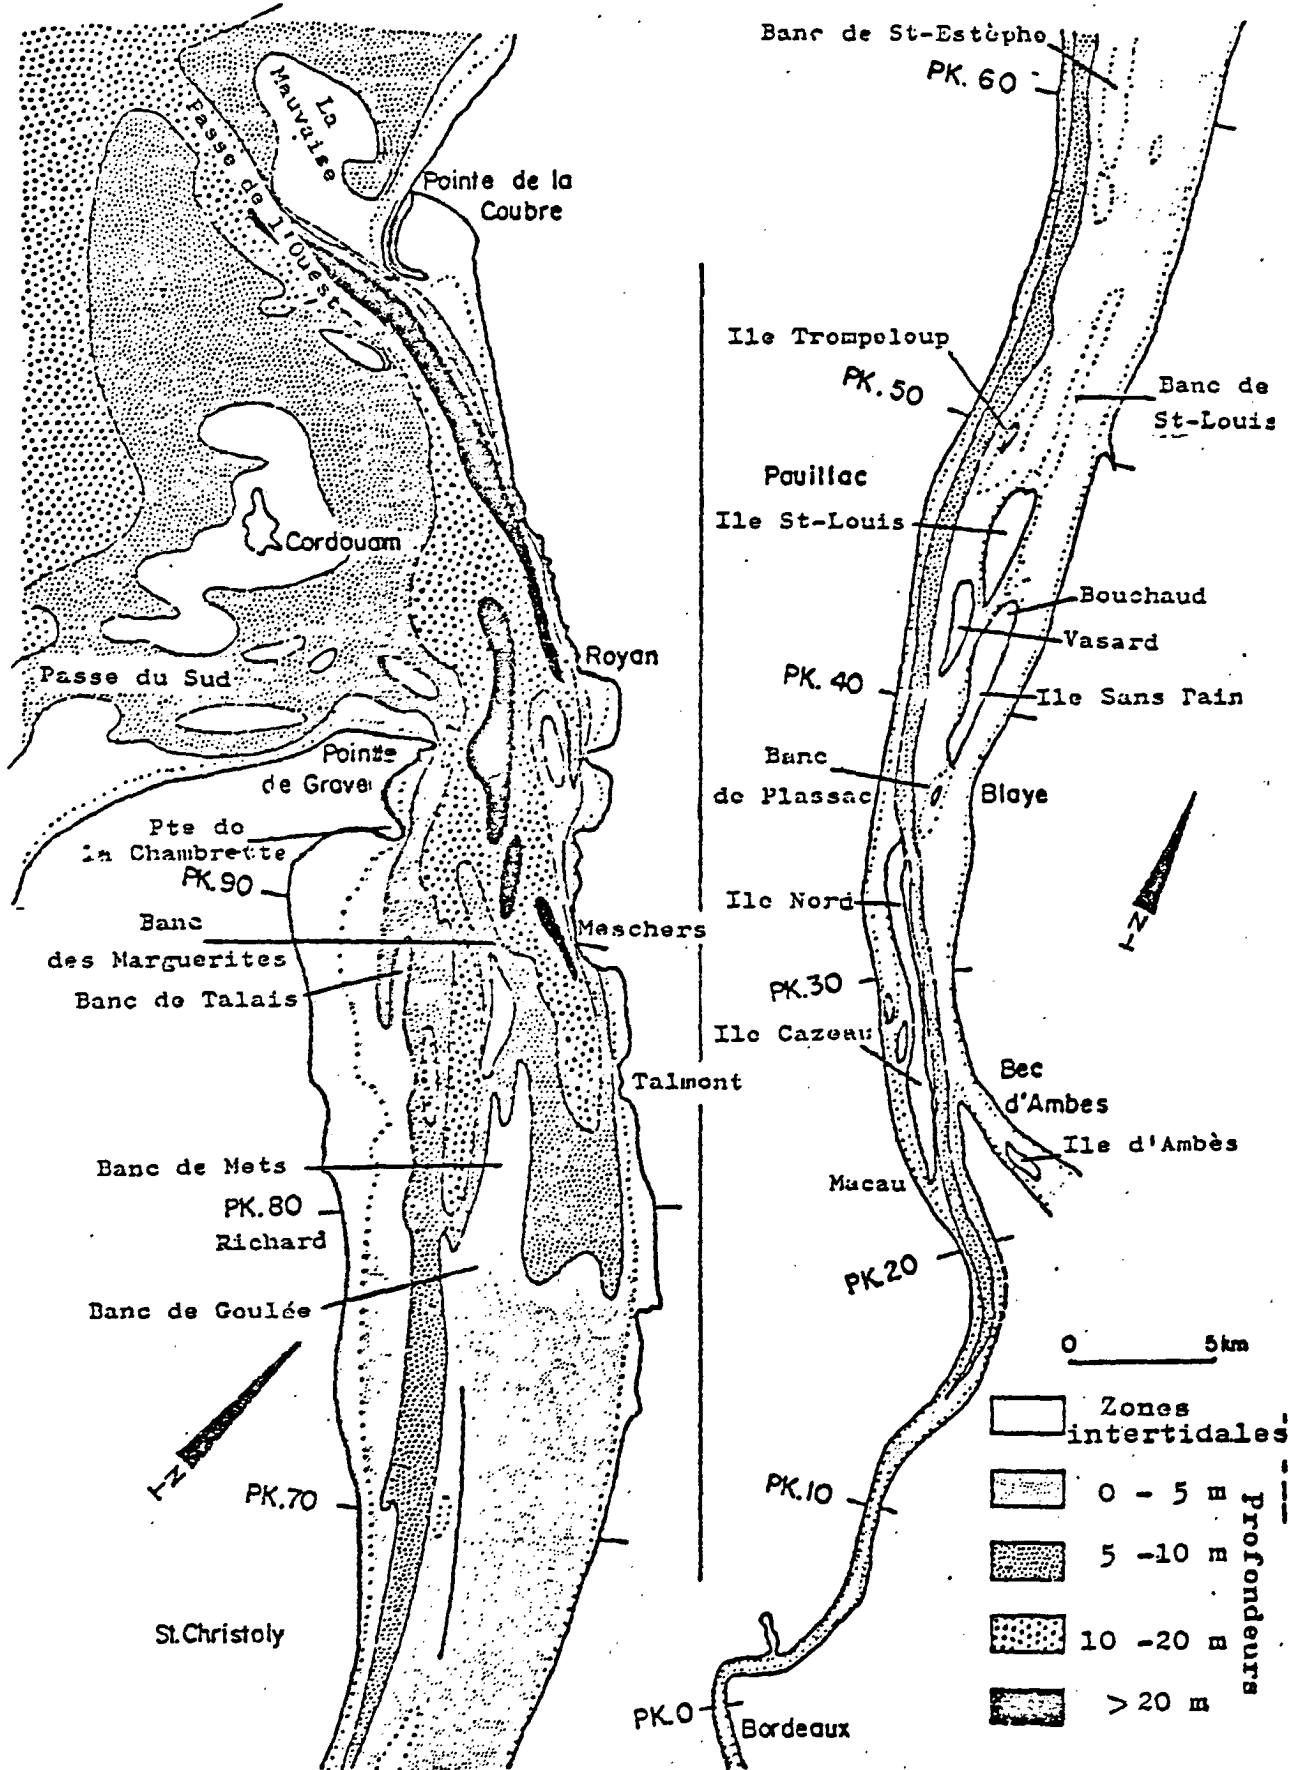 La
Mauvaise
Passe de l'Ouest
Pointe de la
Coubre
Cordouam
Royan
Passe du Sud
Pointe
de Grave
Pte de
la Chambrette
PK.90
Banc
des Marguerites
Banc de Talais
Meschers
Talmont
Banc de Mets
PK.80
Richard
Banc de Goulée
N
PK.70
St.Christoly
Banc de St-Estèphe
PK. 60
Ile Trompeloup
PK. 50
Banc de
St-Louis
Pauillac
Ile St-Louis
Bouchaud
Vasard
PK. 40
Ile Sans Pain
Banc
de Plassac
Blaye
N
Ile Nord
PK.30
Ile Cazeau
Bec
d'Ambes
Ile d'Ambès
Macau
PK.20
PK.10
PK.0
Bordeaux
0 5km
Zones
intertidales
0 - 5 m
5 -10 m
10 -20 m
>20 m
Profondeurs